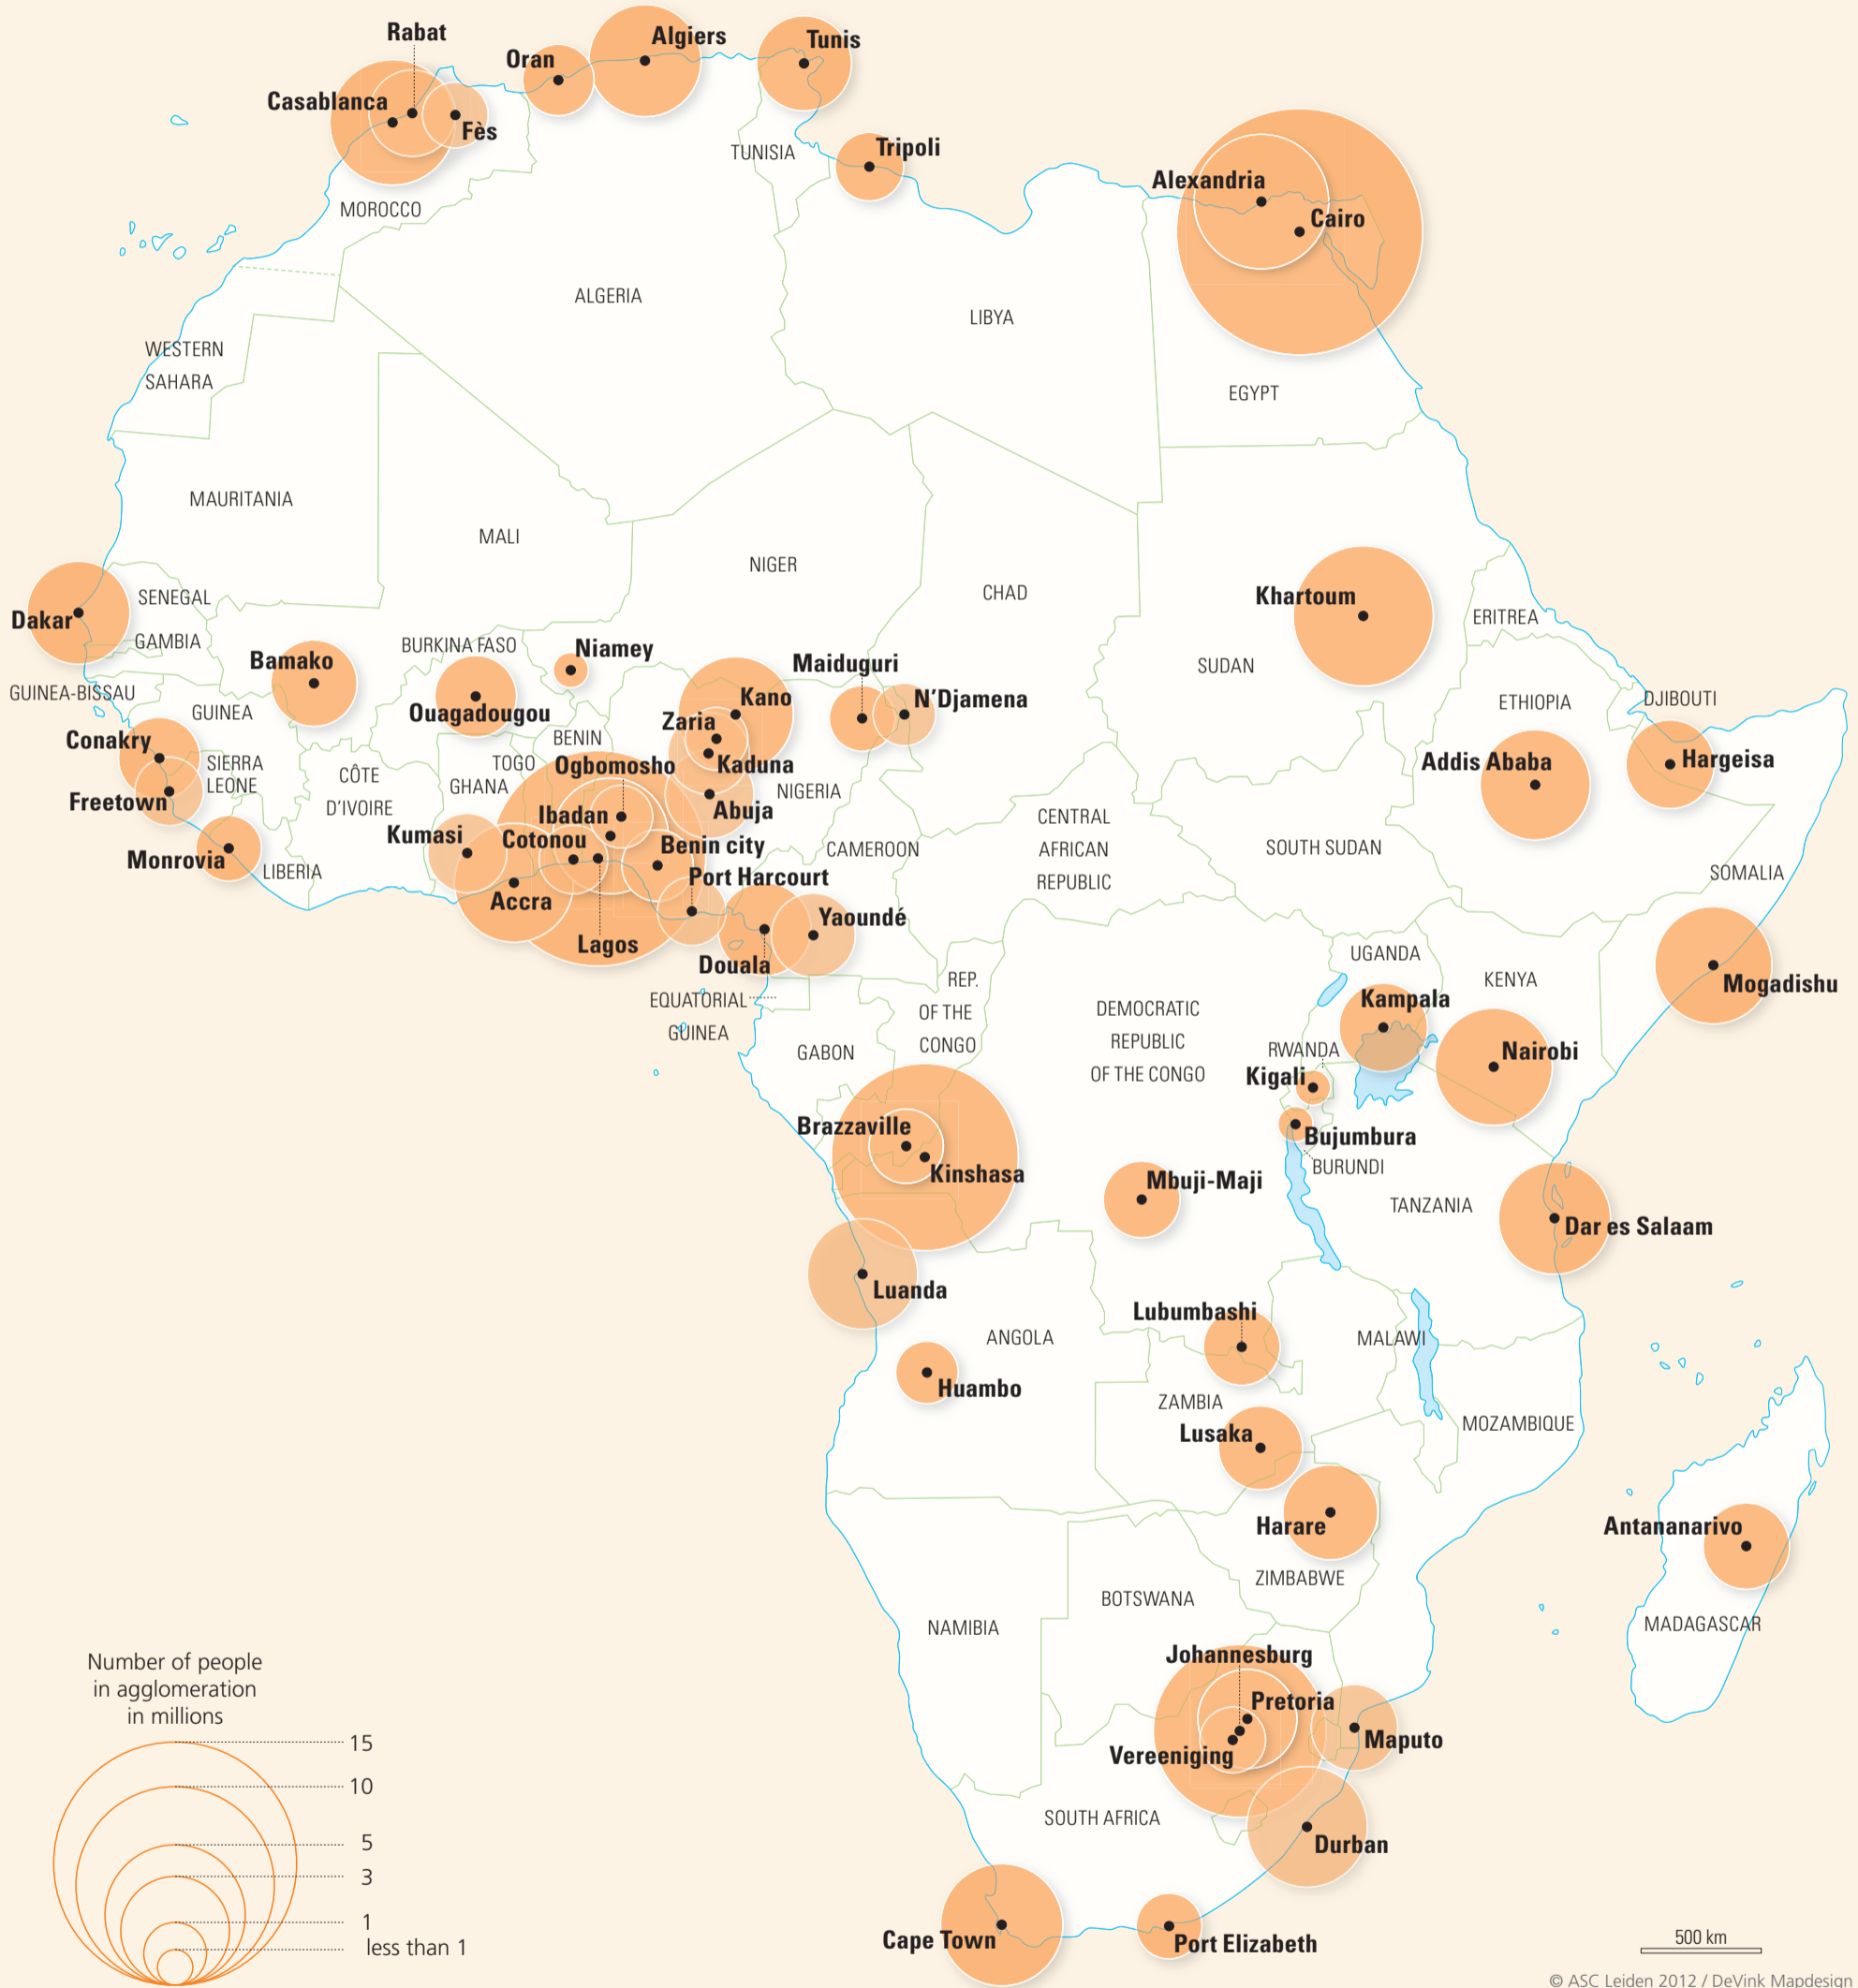 Rabat
Oran
Algiers
Tunis
Casablanca
Fès
TUNISIA
Tripoli
Alexandria
Cairo
MOROCCO
ALGERIA
LIBYA
WESTERN
SAHARA
EGYPT
MAURITANIA
MALI
NIGER
CHAD
Khartoum
SENEGAL
Dakar
GAMBIA
ERITREA
BURKINA FASO
Niamey
Bamako
Maiduguri
SUDAN
GUINEA-BISSAU
Kano
N’Djamena
ETHIOPIA
DJIBOUTI
GUINEA
Ouagadougou
Zaria
Conakry
BENIN
SIERRA
LEONE
TOGO
Ogbomosho
Kaduna
Addis Ababa
Hargeisa
CÔTE
D’IVOIRE
GHANA
NIGERIA
Freetown
Ibadan
Abuja
CENTRAL
AFRICAN
REPUBLIC
Kumasi
Cotonou
Benin city
CAMEROON
SOUTH SUDAN
Monrovia
LIBERIA
Port Harcourt
SOMALIA
Accra
Yaoundé
Lagos
Douala
UGANDA
KENYA
Mogadishu
EQUATORIAL
GUINEA
REP.
OF THE
CONGO
DEMOCRATIC
REPUBLIC
OF THE CONGO
Kampala
GABON
RWANDA
Nairobi
Kigali
Brazzaville
Bujumbura
Kinshasa
BURUNDI
Mbuji-Maji
TANZANIA
Dar es Salaam
Luanda
Lubumbashi
ANGOLA
MALAWI
Huambo
ZAMBIA
MOZAMBIQUE
Lusaka
Harare
Antananarivo
ZIMBABWE
BOTSWANA
NAMIBIA
MADAGASCAR
Johannesburg
Pretoria
Maputo
Vereeniging
SOUTH AFRICA
Durban
Cape Town
Port Elizabeth
Number of people
in agglomeration
in millions
15
10
5
3
1
less than 1
500 km
© ASC Leiden 2012 / DeVink Mapdesign